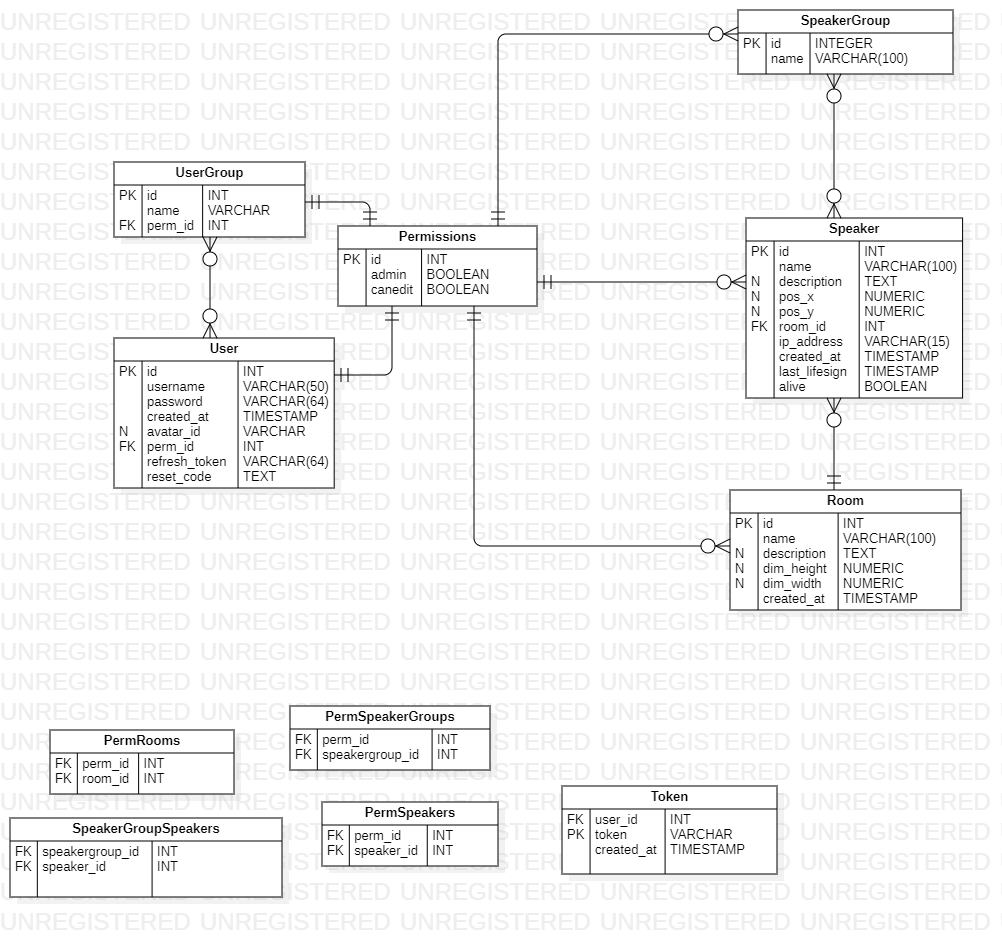 SpeakerGroup
PK id INTEGER
name VARCHAR(100)
UserGroup
PK id INT
name VARCHAR
FK perm_id INT
Permissions
PK id INT
admin BOOLEAN
canedit BOOLEAN
Speaker
PK id INT
name VARCHAR(100)
N description TEXT
N pos_x NUMERIC
N pos_y NUMERIC
FK room_id INT
ip_address VARCHAR(15)
created_at TIMESTAMP
last_lifesign TIMESTAMP
alive BOOLEAN
User
PK id INT
username VARCHAR(50)
password VARCHAR(64)
created_at TIMESTAMP
N avatar_id VARCHAR
FK perm_id INT
refresh_token VARCHAR(64)
reset_code TEXT
Room
PK id INT
name VARCHAR(100)
N description TEXT
N dim_height NUMERIC
N dim_width NUMERIC
created_at TIMESTAMP
PermSpeakerGroups
FK perm_id INT
FK speakergroup_id INT
PermRooms
FK perm_id INT
FK room_id INT
PermSpeakers
FK perm_id INT
FK speaker_id INT
Token
FK user_id INT
PK token VARCHAR
created_at TIMESTAMP
SpeakerGroupSpeakers
FK speakergroup_id INT
FK speaker_id INT
UNREGISTERED